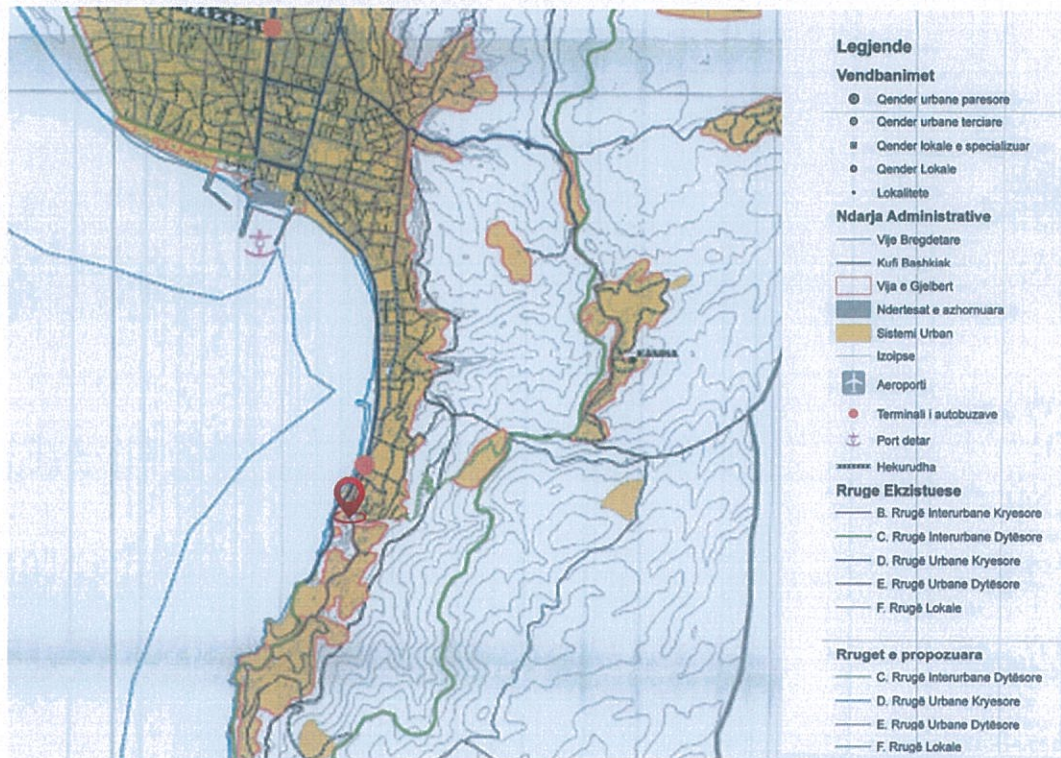 KANINA
Legjende
Vendbanimet
Qender urbane paresore
Qender urbane terciare
Qender lokale e specializuar
Qender Lokale
Lokalitete
Ndarja Administrative
Vije Bregdetare
Kufi Bashkiak
Vija e Gjelbert
Ndertesat e azhornuara
Sistemi Urban
Izoipse
Aeroporti
Terminali i autobuzave
Port detar
Hekurudha
Rruge Ekzistuese
B. Rrugë Interurbane Kryesore
C. Rrugë Interurbane Dytësore
D. Rrugë Urbane Kryesore
E. Rrugë Urbane Dytësore
F. Rrugë Lokale
Rruget e propozuara
C. Rrugë Interurbane Dytësore
D. Rrugë Urbane Kryesore
E. Rrugë Urbane Dytësore
F. Rrugë Lokale